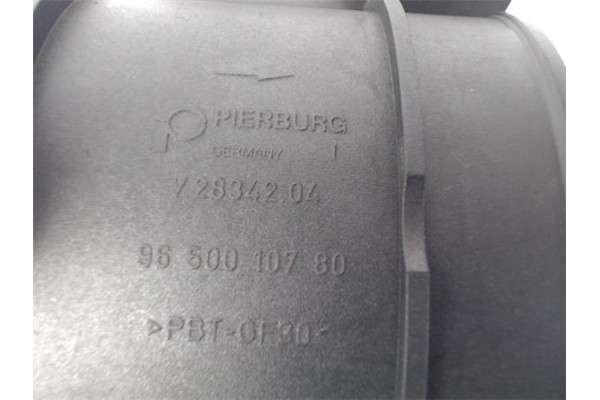 PIERBURG
GERMANY I
7.28342.04
96 500 107 80
>PBT-GF30<